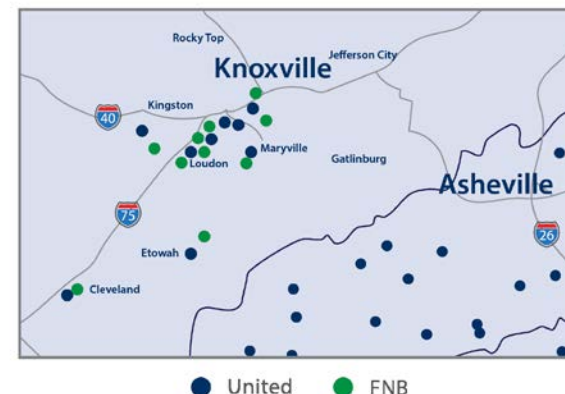 Rocky Top
Jefferson City
Knoxville
40
Kingston
Maryville
Loudon
Gatlinburg
Asheville
75
26
Etowah
Cleveland
United FNB